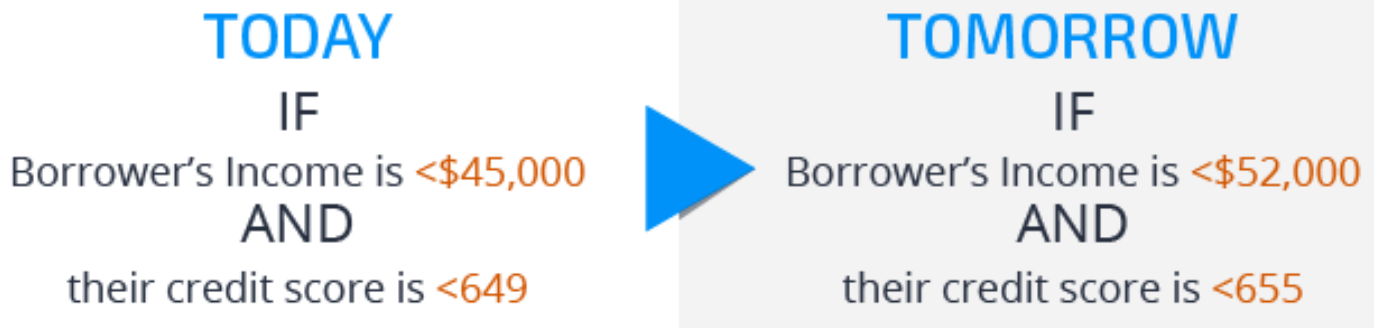 TODAY
IF
Borrower’s Income is <$45,000
AND
their credit score is <649
TOMORROW
IF
Borrower’s Income is <$52,000
AND
their credit score is <655